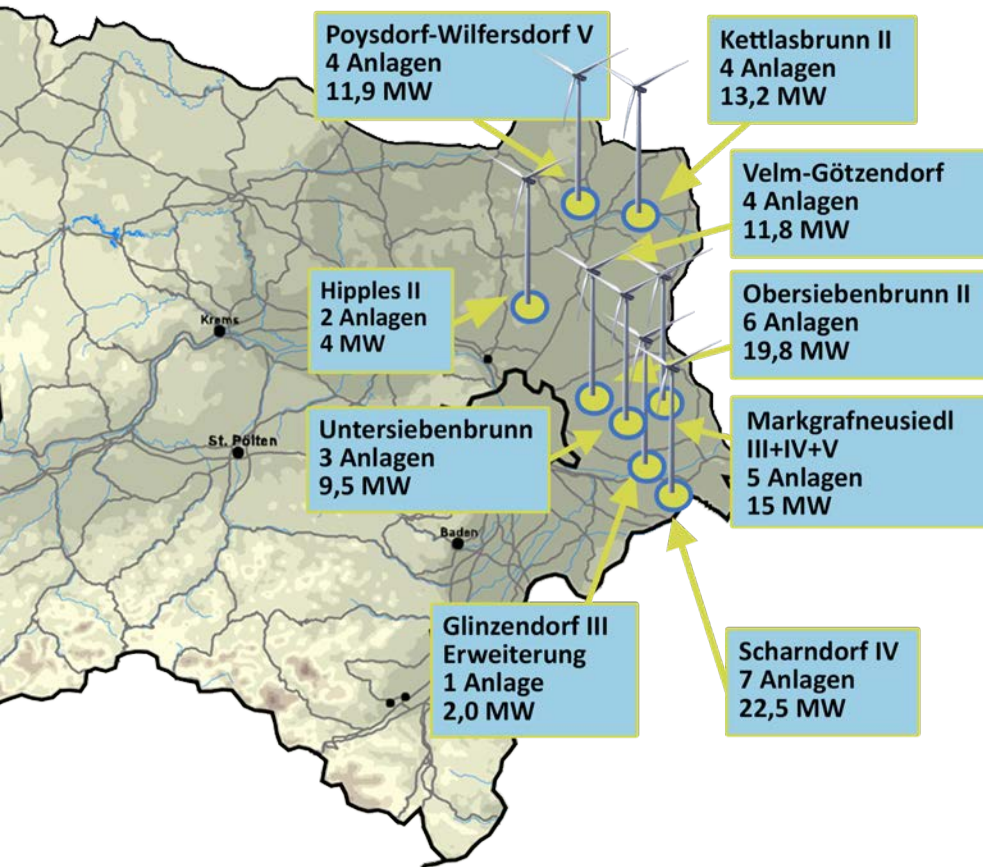 Poysdorf-Wilfersdorf V
4 Anlagen
11,9 MW
Kettlasbrunn II
4 Anlagen
13,2 MW
Velm-Götzendorf
4 Anlagen
11,8 MW
Hipples II
2 Anlagen
4 MW
Obersiebenbrunn II
6 Anlagen
19,8 MW
Krems
Untersiebenbrunn
3 Anlagen
9,5 MW
Markgrafneusiedl
III+IV+V
5 Anlagen
15 MW
St. Pölten
Baden
Glinzendorf III
Erweiterung
1 Anlage
2,0 MW
Scharndorf IV
7 Anlagen
22,5 MW